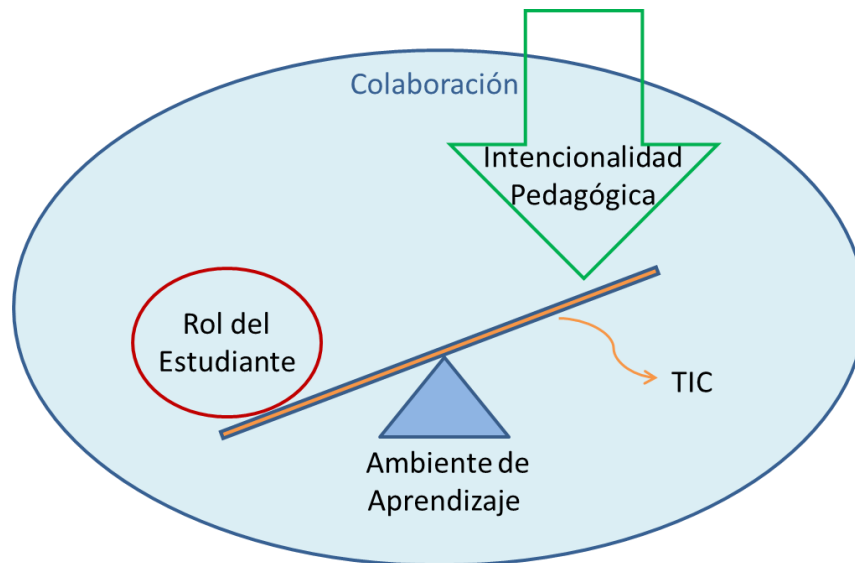 Colaboración
Intencionalidad
Pedagógica
Rol del
Estudiante
TIC
Ambiente de
Aprendizaje